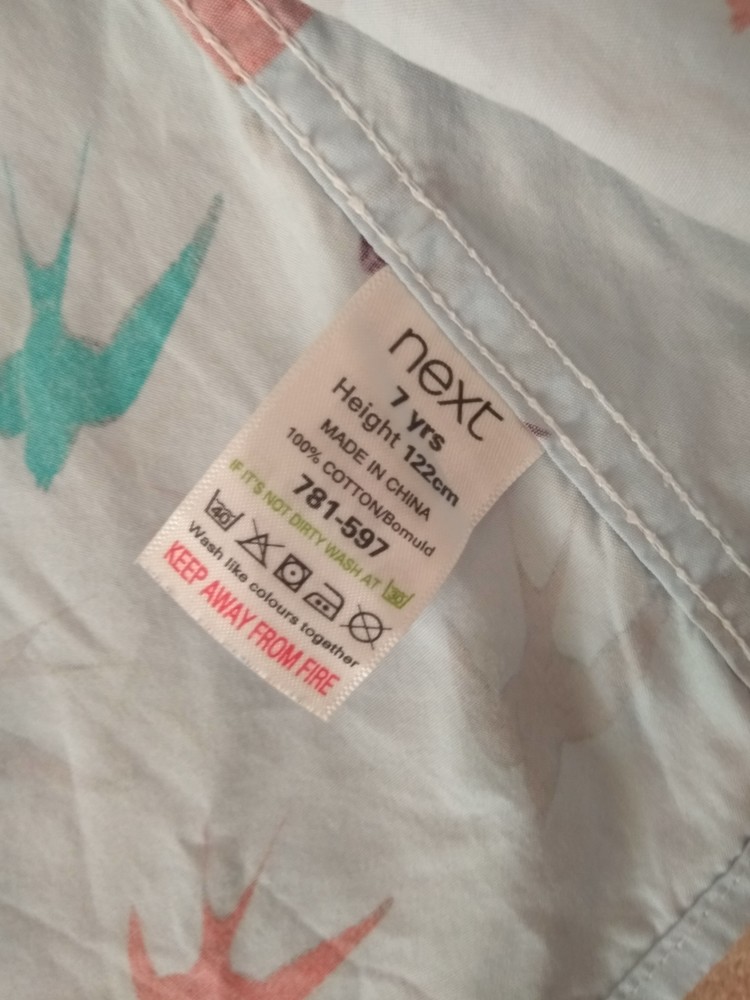 next
7 yrs
Height 122cm
MADE IN CHINA
100% COTTON/Bomuld
781-597
IF IT'S NOT DIRTY WASH AT 30
40
Wash like colours together
KEEP AWAY FROM FIRE